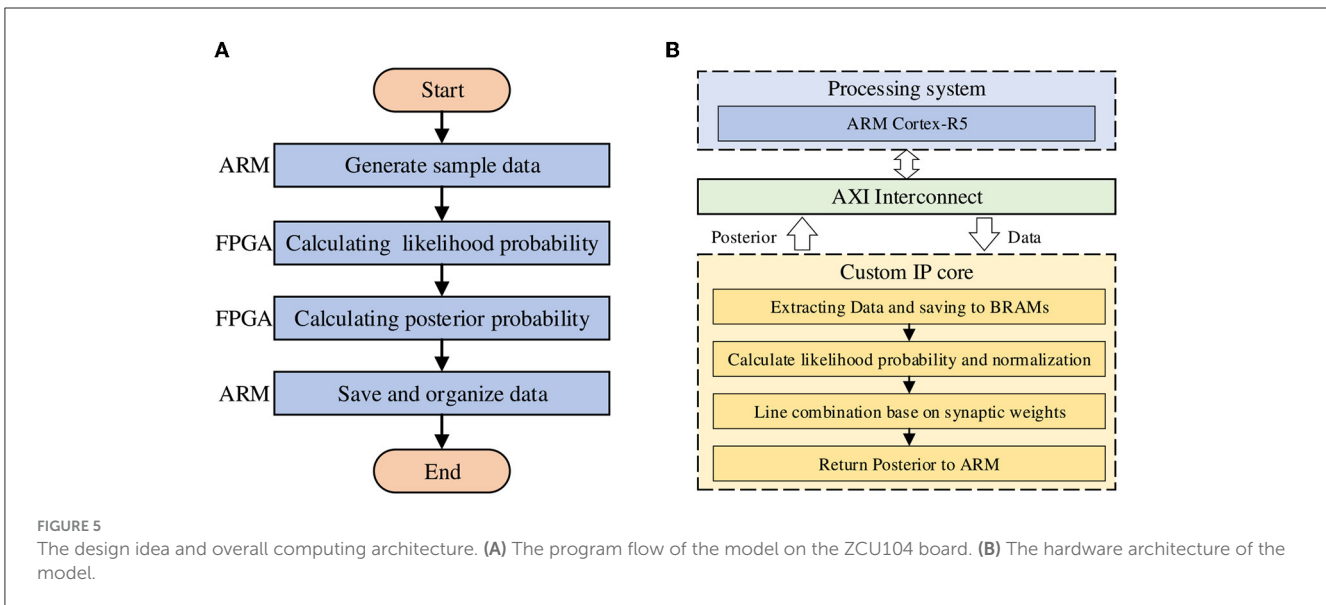 A
Start
ARM
Generate sample data
FPGA
Calculating likelihood probability
FPGA
Calculating posterior probability
ARM
Save and organize data
End
B
Processing system
ARM Cortex-R5
AXI Interconnect
Posterior
Data
Custom IP core
Extracting Data and saving to BRAMs
Calculate likelihood probability and normalization
Line combination base on synaptic weights
Return Posterior to ARM
FIGURE 5
The design idea and overall computing architecture. (A) The program flow of the model on the ZCU104 board. (B) The hardware architecture of the
model.